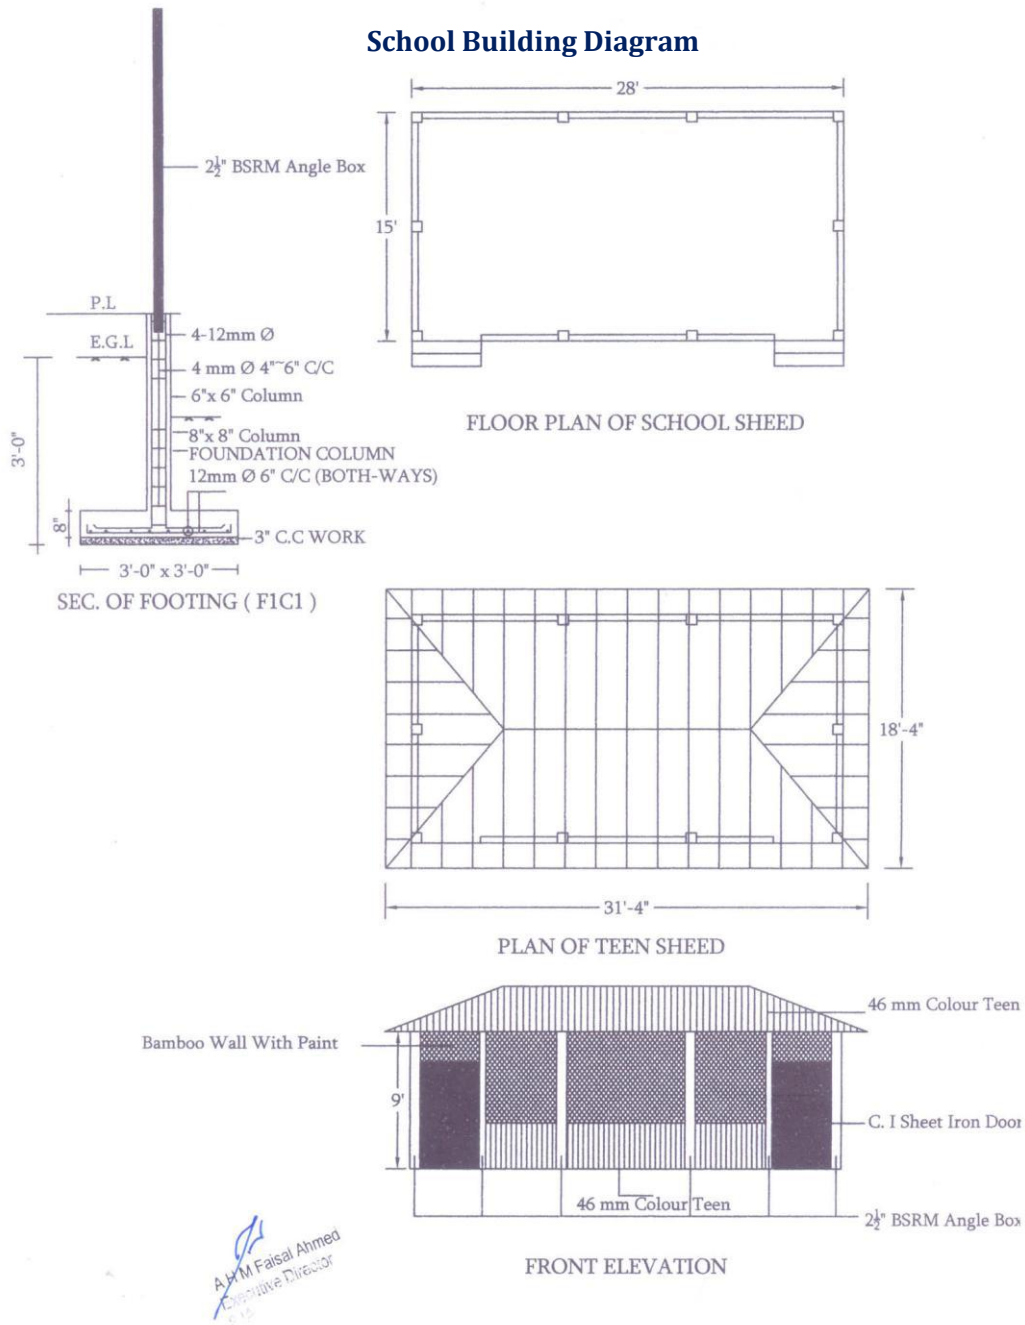 School Building Diagram
28'
15'
2½" BSRM Angle Box
P.L
E.G.L
4-12mm Ø
4 mm Ø 4"~6" C/C
6"x 6" Column
8"x 8" Column
FOUNDATION COLUMN
12mm Ø 6" C/C (BOTH-WAYS)
3'-0"
8"
3" C.C WORK
3'-0" x 3'-0"
SEC. OF FOOTING ( F1C1 )
FLOOR PLAN OF SCHOOL SHEED
18'-4"
31'-4"
PLAN OF TEEN SHEED
46 mm Colour Teen
Bamboo Wall With Paint
9'
C. I Sheet Iron Door
46 mm Colour Teen
2½" BSRM Angle Box
FRONT ELEVATION
A H M Faisal Ahmed
Executive Director